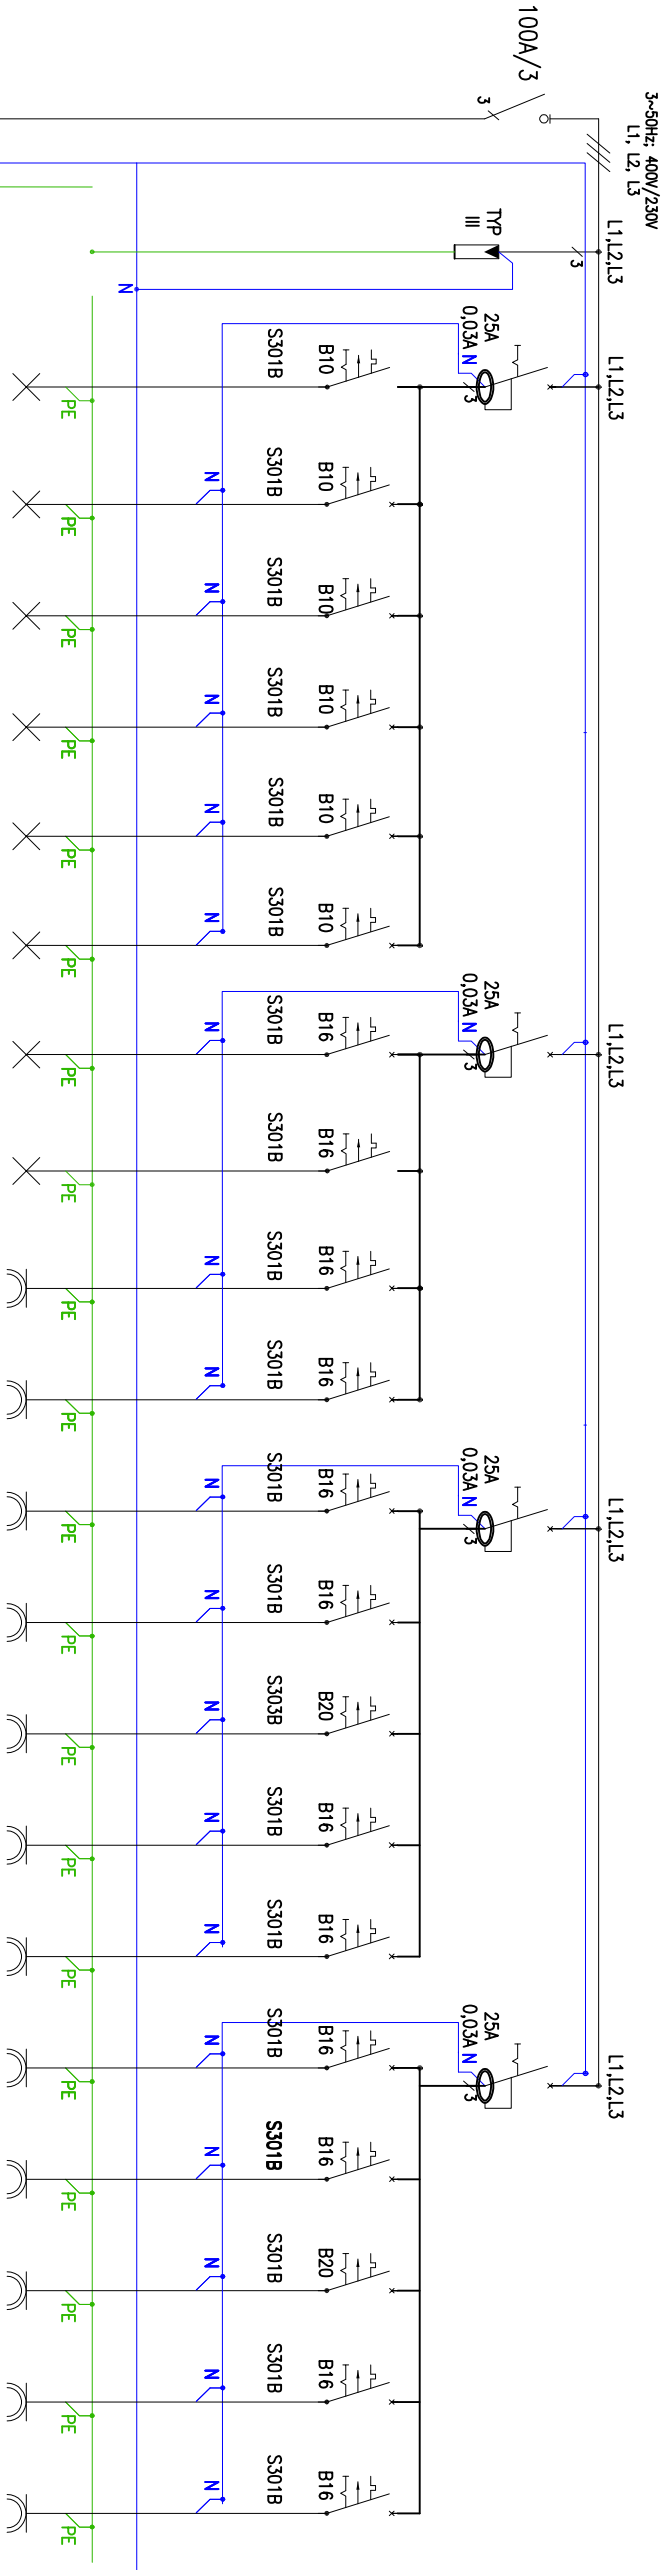 3~50Hz; 400V/230V
L1, L2, L3
100A/3
3
L1,L2,L3
3
TYP
III
N
L1,L2,L3
25A
0,03A N
3
B10
S301B
PE
B10
S301B
N
PE
B10
S301B
N
PE
B10
S301B
N
PE
B10
S301B
N
PE
B10
S301B
N
PE
L1,L2,L3
25A
0,03A N
3
B16
S301B
N
PE
B16
S301B
PE
B16
S301B
N
PE
B16
S301B
N
PE
L1,L2,L3
25A
0,03A N
3
B16
S301B
N
PE
B16
S301B
N
PE
B20
S303B
N
PE
B16
S301B
N
PE
B16
S301B
N
PE
L1,L2,L3
25A
0,03A N
3
B16
S301B
N
PE
B16
S301B
N
PE
B20
S301B
N
PE
B16
S301B
N
PE
B16
S301B
N
PE